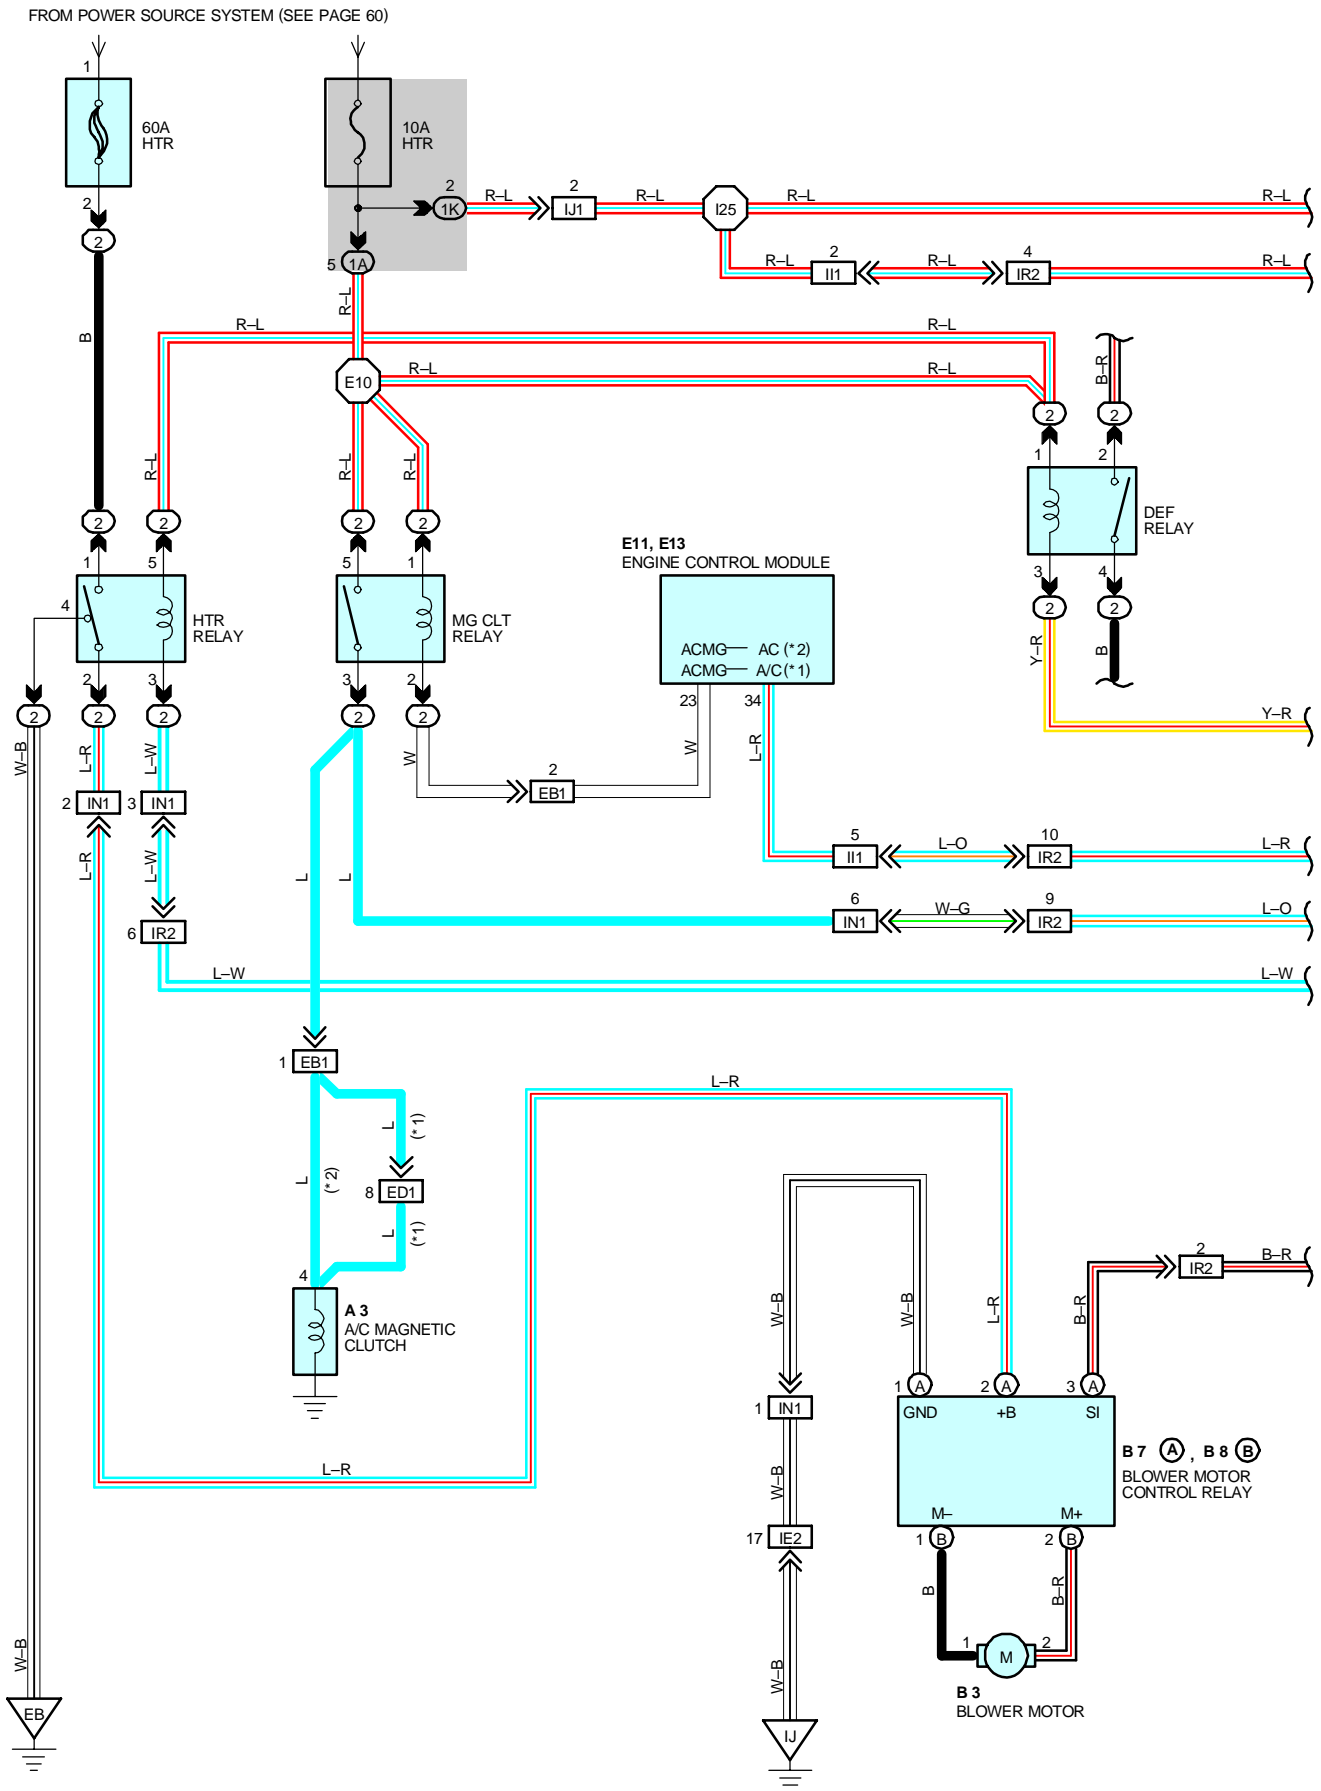 FROM POWER SOURCE SYSTEM (SEE PAGE 60)
1
60A
HTR
10A
HTR
2
1K
R–L
2
IJ1
R–L
I25
R–L
R–L
2
2
5
1A
R–L
2
II1
R–L
4
IR2
R–L
R–L
B
R–L
R–L
E10
R–L
R–L
B–R
2
2
1
2
R–L
R–L
R–L
DEF
RELAY
2
2
2
2
1
5
5
1
E11, E13
ENGINE CONTROL MODULE
3
4
2
2
4
HTR
RELAY
MG CLT
RELAY
ACMG
AC (*2)
ACMG
A/C (*1)
Y–R
B
2
3
3
2
23
34
2
2
2
2
2
Y–R
W–B
L–R
L–W
W
W
L–R
2
IN1
3
IN1
2
EB1
L–R
L–W
L
L
5
II1
L–O
10
IR2
L–R
6
IN1
W–G
9
IR2
L–O
6
IR2
L–W
L–W
1
EB1
L–R
L
(*1)
L
(*2)
8
ED1
L
(*1)
4
A 3
A/C MAGNETIC
CLUTCH
2
IR2
B–R
W–B
W–B
L–R
B–R
1
A
2
A
3
A
1
IN1
GND
+B
SI
B 7
A
, B 8
B
BLOWER MOTOR
CONTROL RELAY
L–R
W–B
M–
M+
17
IE2
1
B
2
B
B
B–R
1
M
2
W–B
W–B
B 3
BLOWER MOTOR
EB
IJ